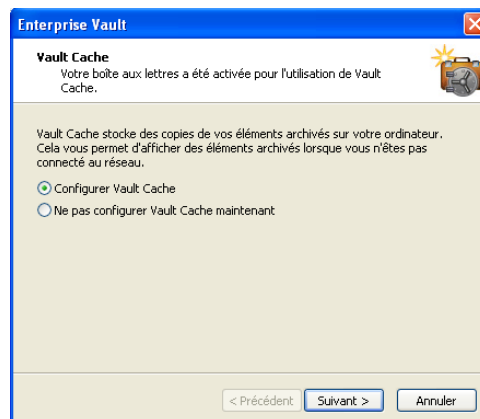 Enterprise Vault
Vault Cache
Votre boîte aux lettres a été activée pour l'utilisation de Vault
Cache.
Vault Cache stocke des copies de vos éléments archivés sur votre ordinateur.
Cela vous permet d'afficher des éléments archivés lorsque vous n'êtes pas
connecté au réseau.
Configurer Vault Cache
Ne pas configurer Vault Cache maintenant
< Précédent
Suivant >
Annuler